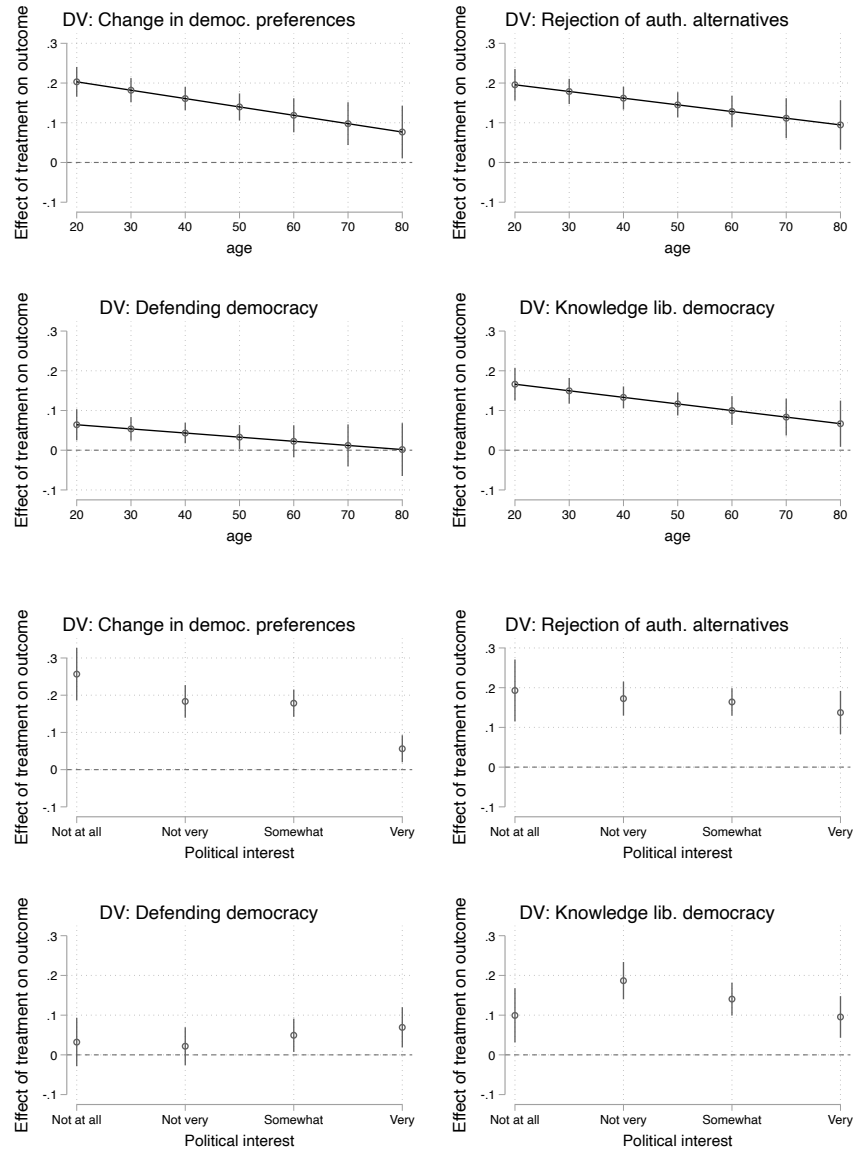 DV: Change in democ. preferences
Effect of treatment on outcome
.3
.2
.1
0
-.1
20 30 40 50 60 70 80
age
DV: Rejection of auth. alternatives
Effect of treatment on outcome
.3
.2
.1
0
-.1
20 30 40 50 60 70 80
age
DV: Defending democracy
Effect of treatment on outcome
.3
.2
.1
0
-.1
20 30 40 50 60 70 80
age
DV: Knowledge lib. democracy
Effect of treatment on outcome
.3
.2
.1
0
-.1
20 30 40 50 60 70 80
age
DV: Change in democ. preferences
Effect of treatment on outcome
.3
.2
.1
0
-.1
Not at all Not very Somewhat Very
Political interest
DV: Rejection of auth. alternatives
Effect of treatment on outcome
.3
.2
.1
0
-.1
Not at all Not very Somewhat Very
Political interest
DV: Defending democracy
Effect of treatment on outcome
.3
.2
.1
0
-.1
Not at all Not very Somewhat Very
Political interest
DV: Knowledge lib. democracy
Effect of treatment on outcome
.3
.2
.1
0
-.1
Not at all Not very Somewhat Very
Political interest